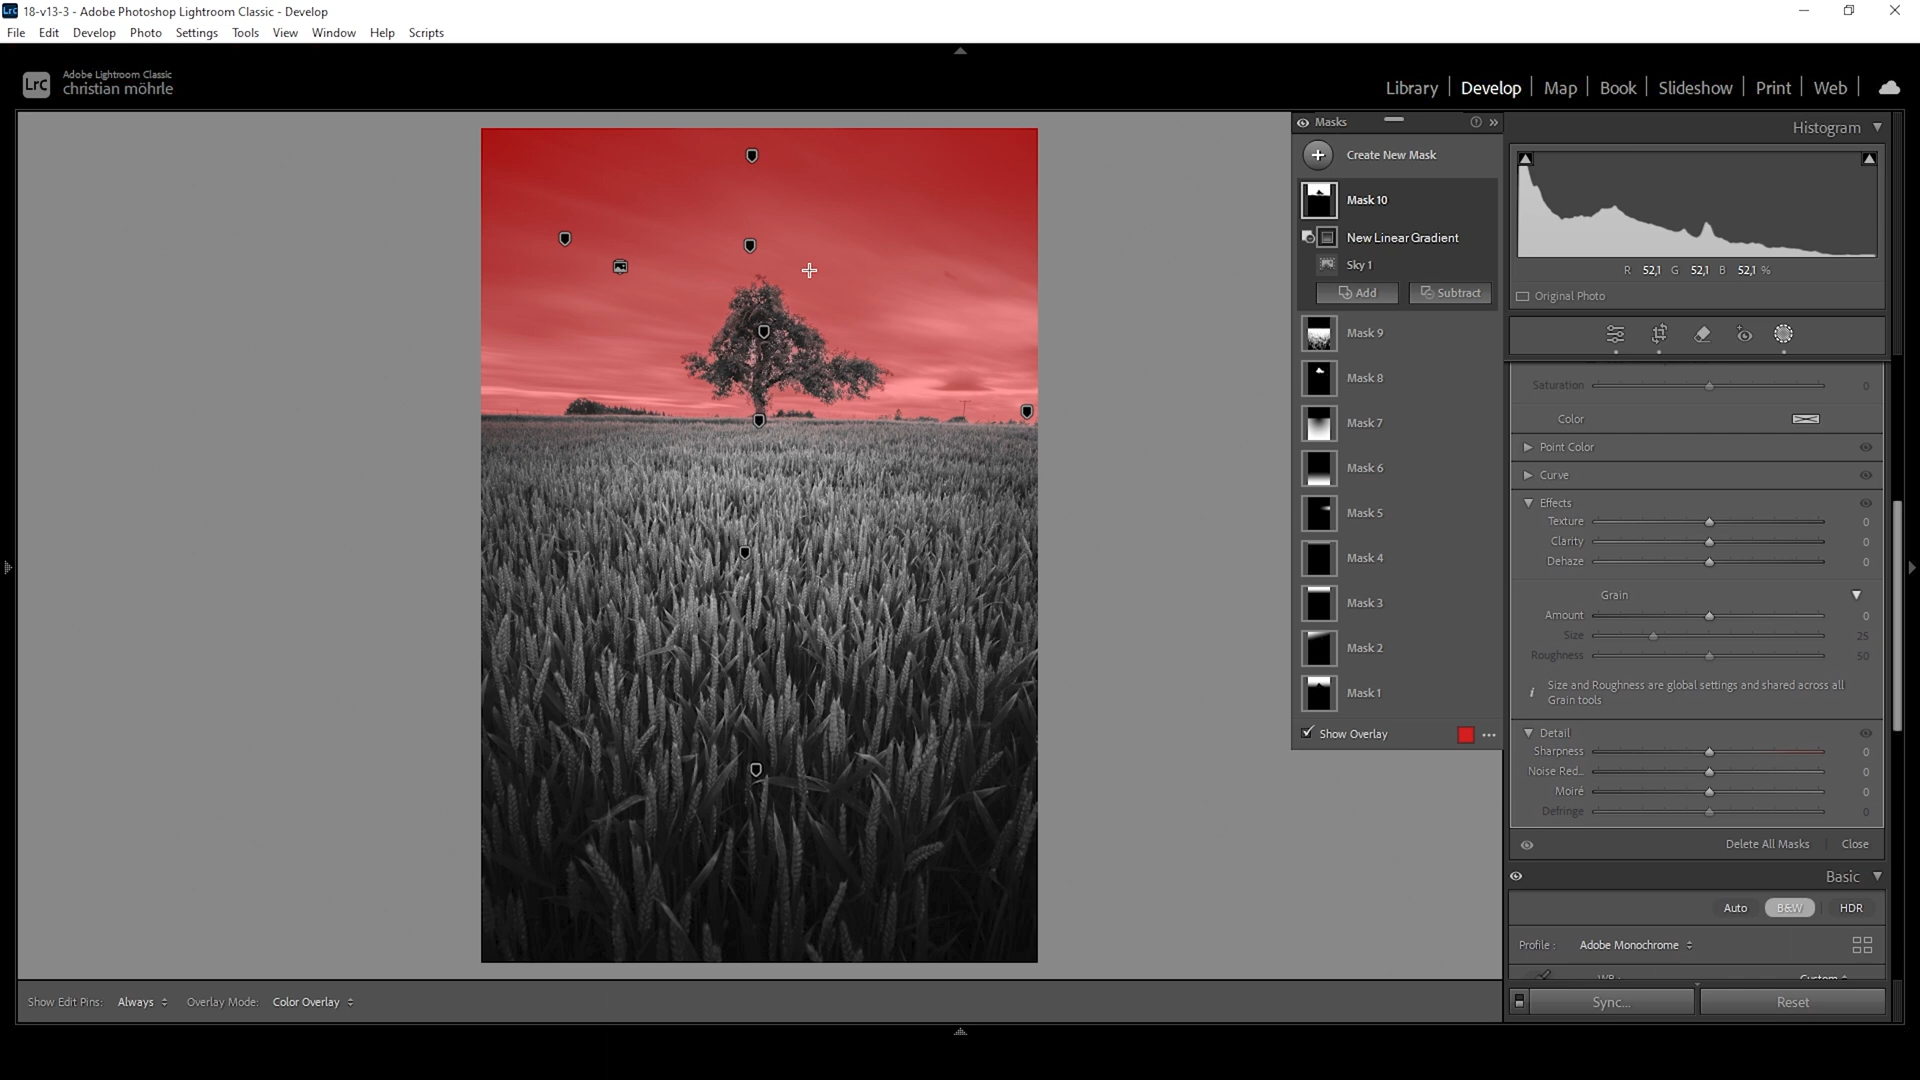 18-v13-3 - Adobe Photoshop Lightroom Classic - Develop
File Edit Develop Photo Settings Tools View Window Help Scripts
Lrc
Adobe Lightroom Classic
christian möhrle
Library Develop Map Book Slideshow Print Web
Masks
Create New Mask
Mask 10
New Linear Gradient
Sky 1
Add Subtract
Mask 9
Mask 8
Mask 7
Mask 6
Mask 5
Mask 4
Mask 3
Mask 2
Mask 1
Show Overlay
Histogram
R 52,1 G 52,1 B 52,1 %
Original Photo
Saturation 0
Color
Point Color
Curve
Effects
Texture 0
Clarity 0
Dehaze 0
Grain
Amount 0
Size 25
Roughness 50
Size and Roughness are global settings and shared across all
Grain tools
Detail
Sharpness 0
Noise Red... 0
Moiré 0
Defringe 0
Delete All Masks Close
Basic
Auto B&W HDR
Profile : Adobe Monochrome
Show Edit Pins: Always Overlay Mode: Color Overlay
Sync... Reset